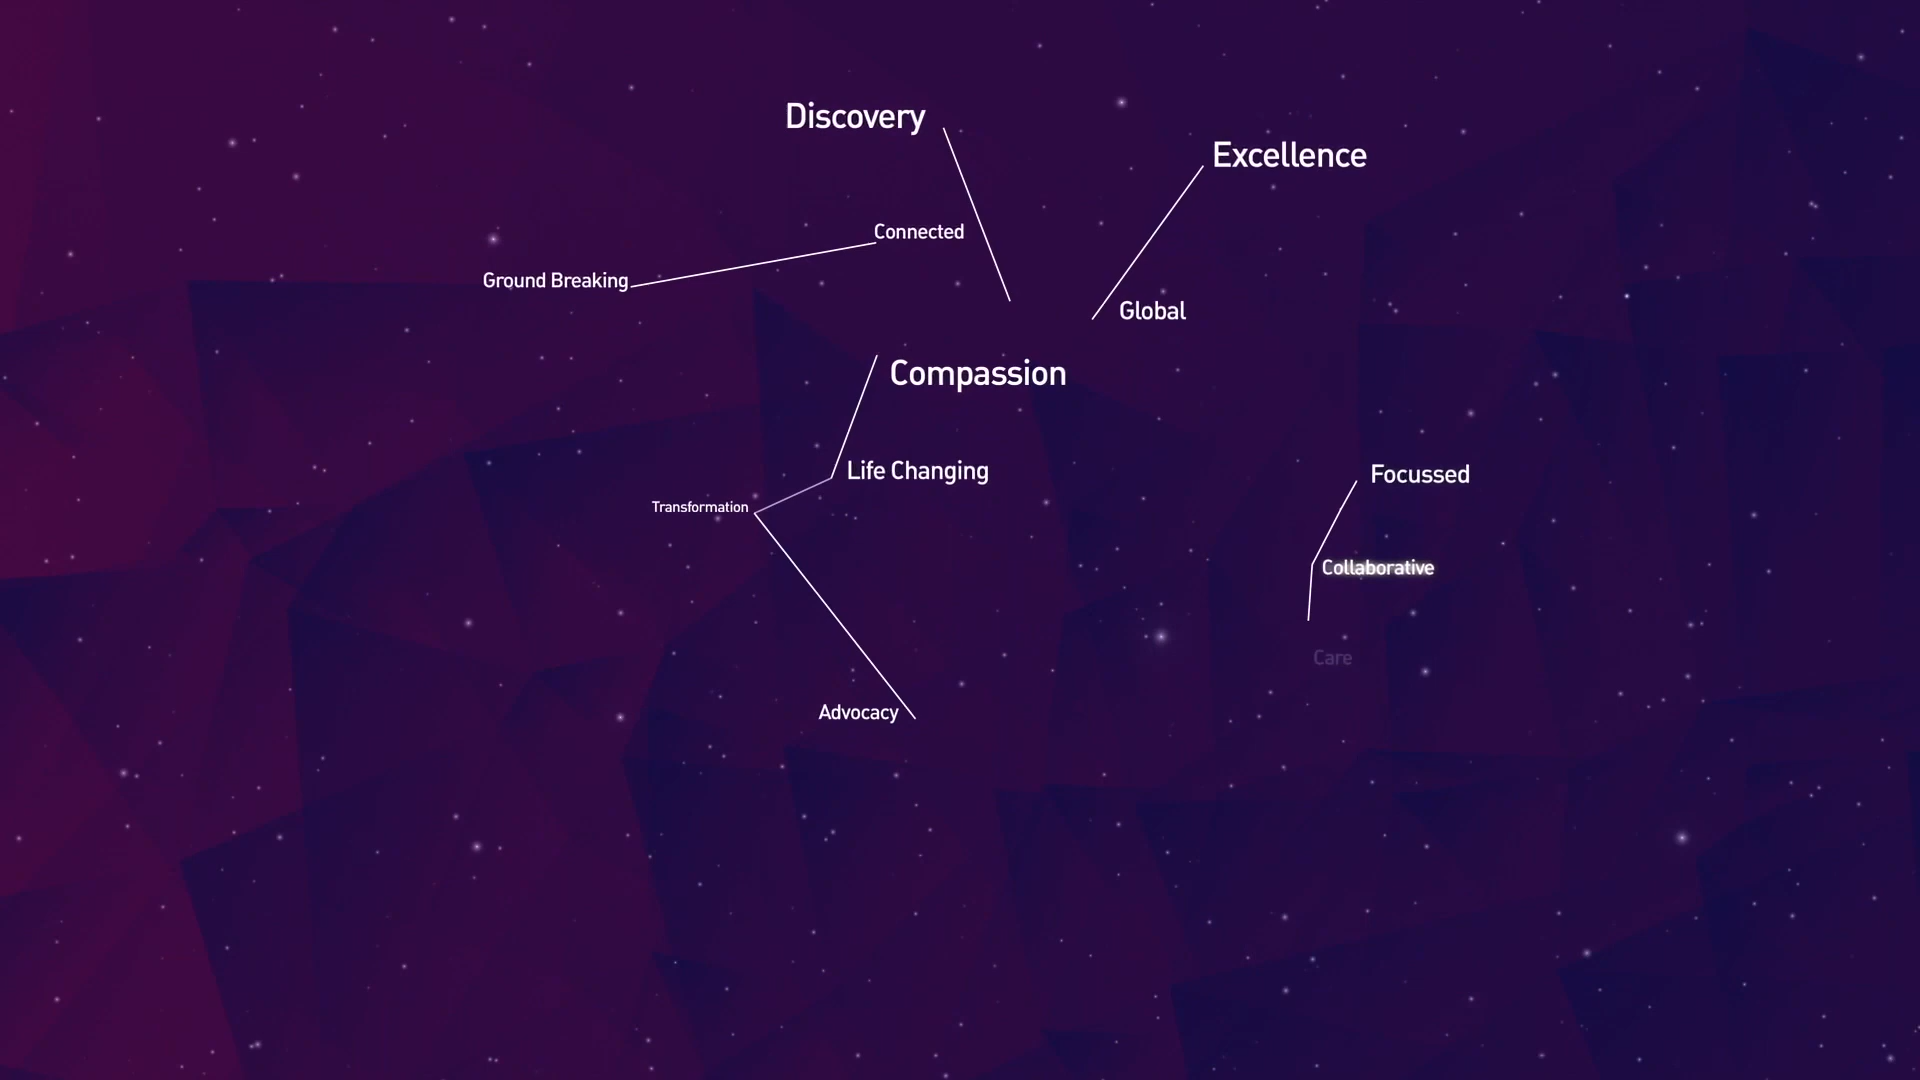 Discovery
Excellence
Connected
Ground Breaking
Global
Compassion
Life Changing
Focussed
Transformation
Collaborative
Care
Advocacy